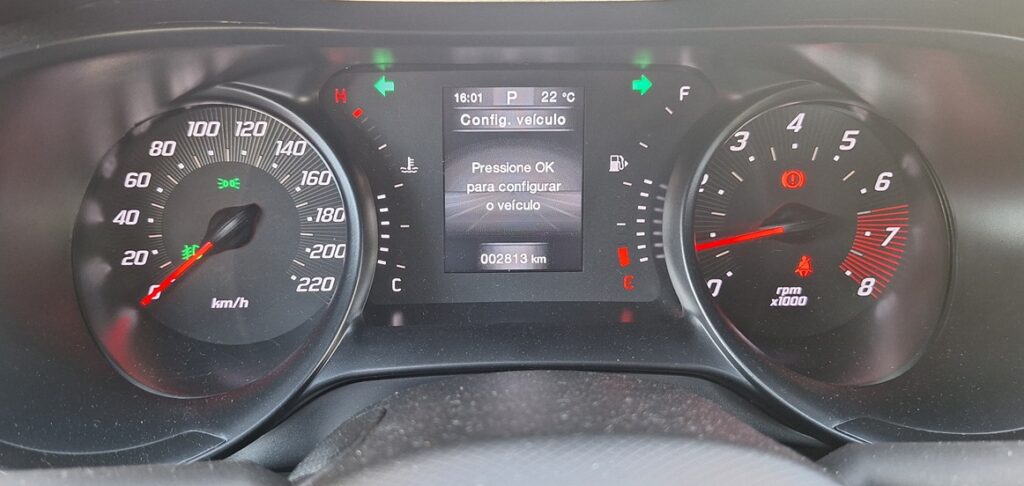 16:01 P 22 °C
Config. veículo
Pressione OK
para configurar
o veículo
002813 km
H
C
F
E
0
20
40
60
80
100
120
140
160
180
200
220
km/h
0
2
3
4
5
6
7
8
rpm
x1000